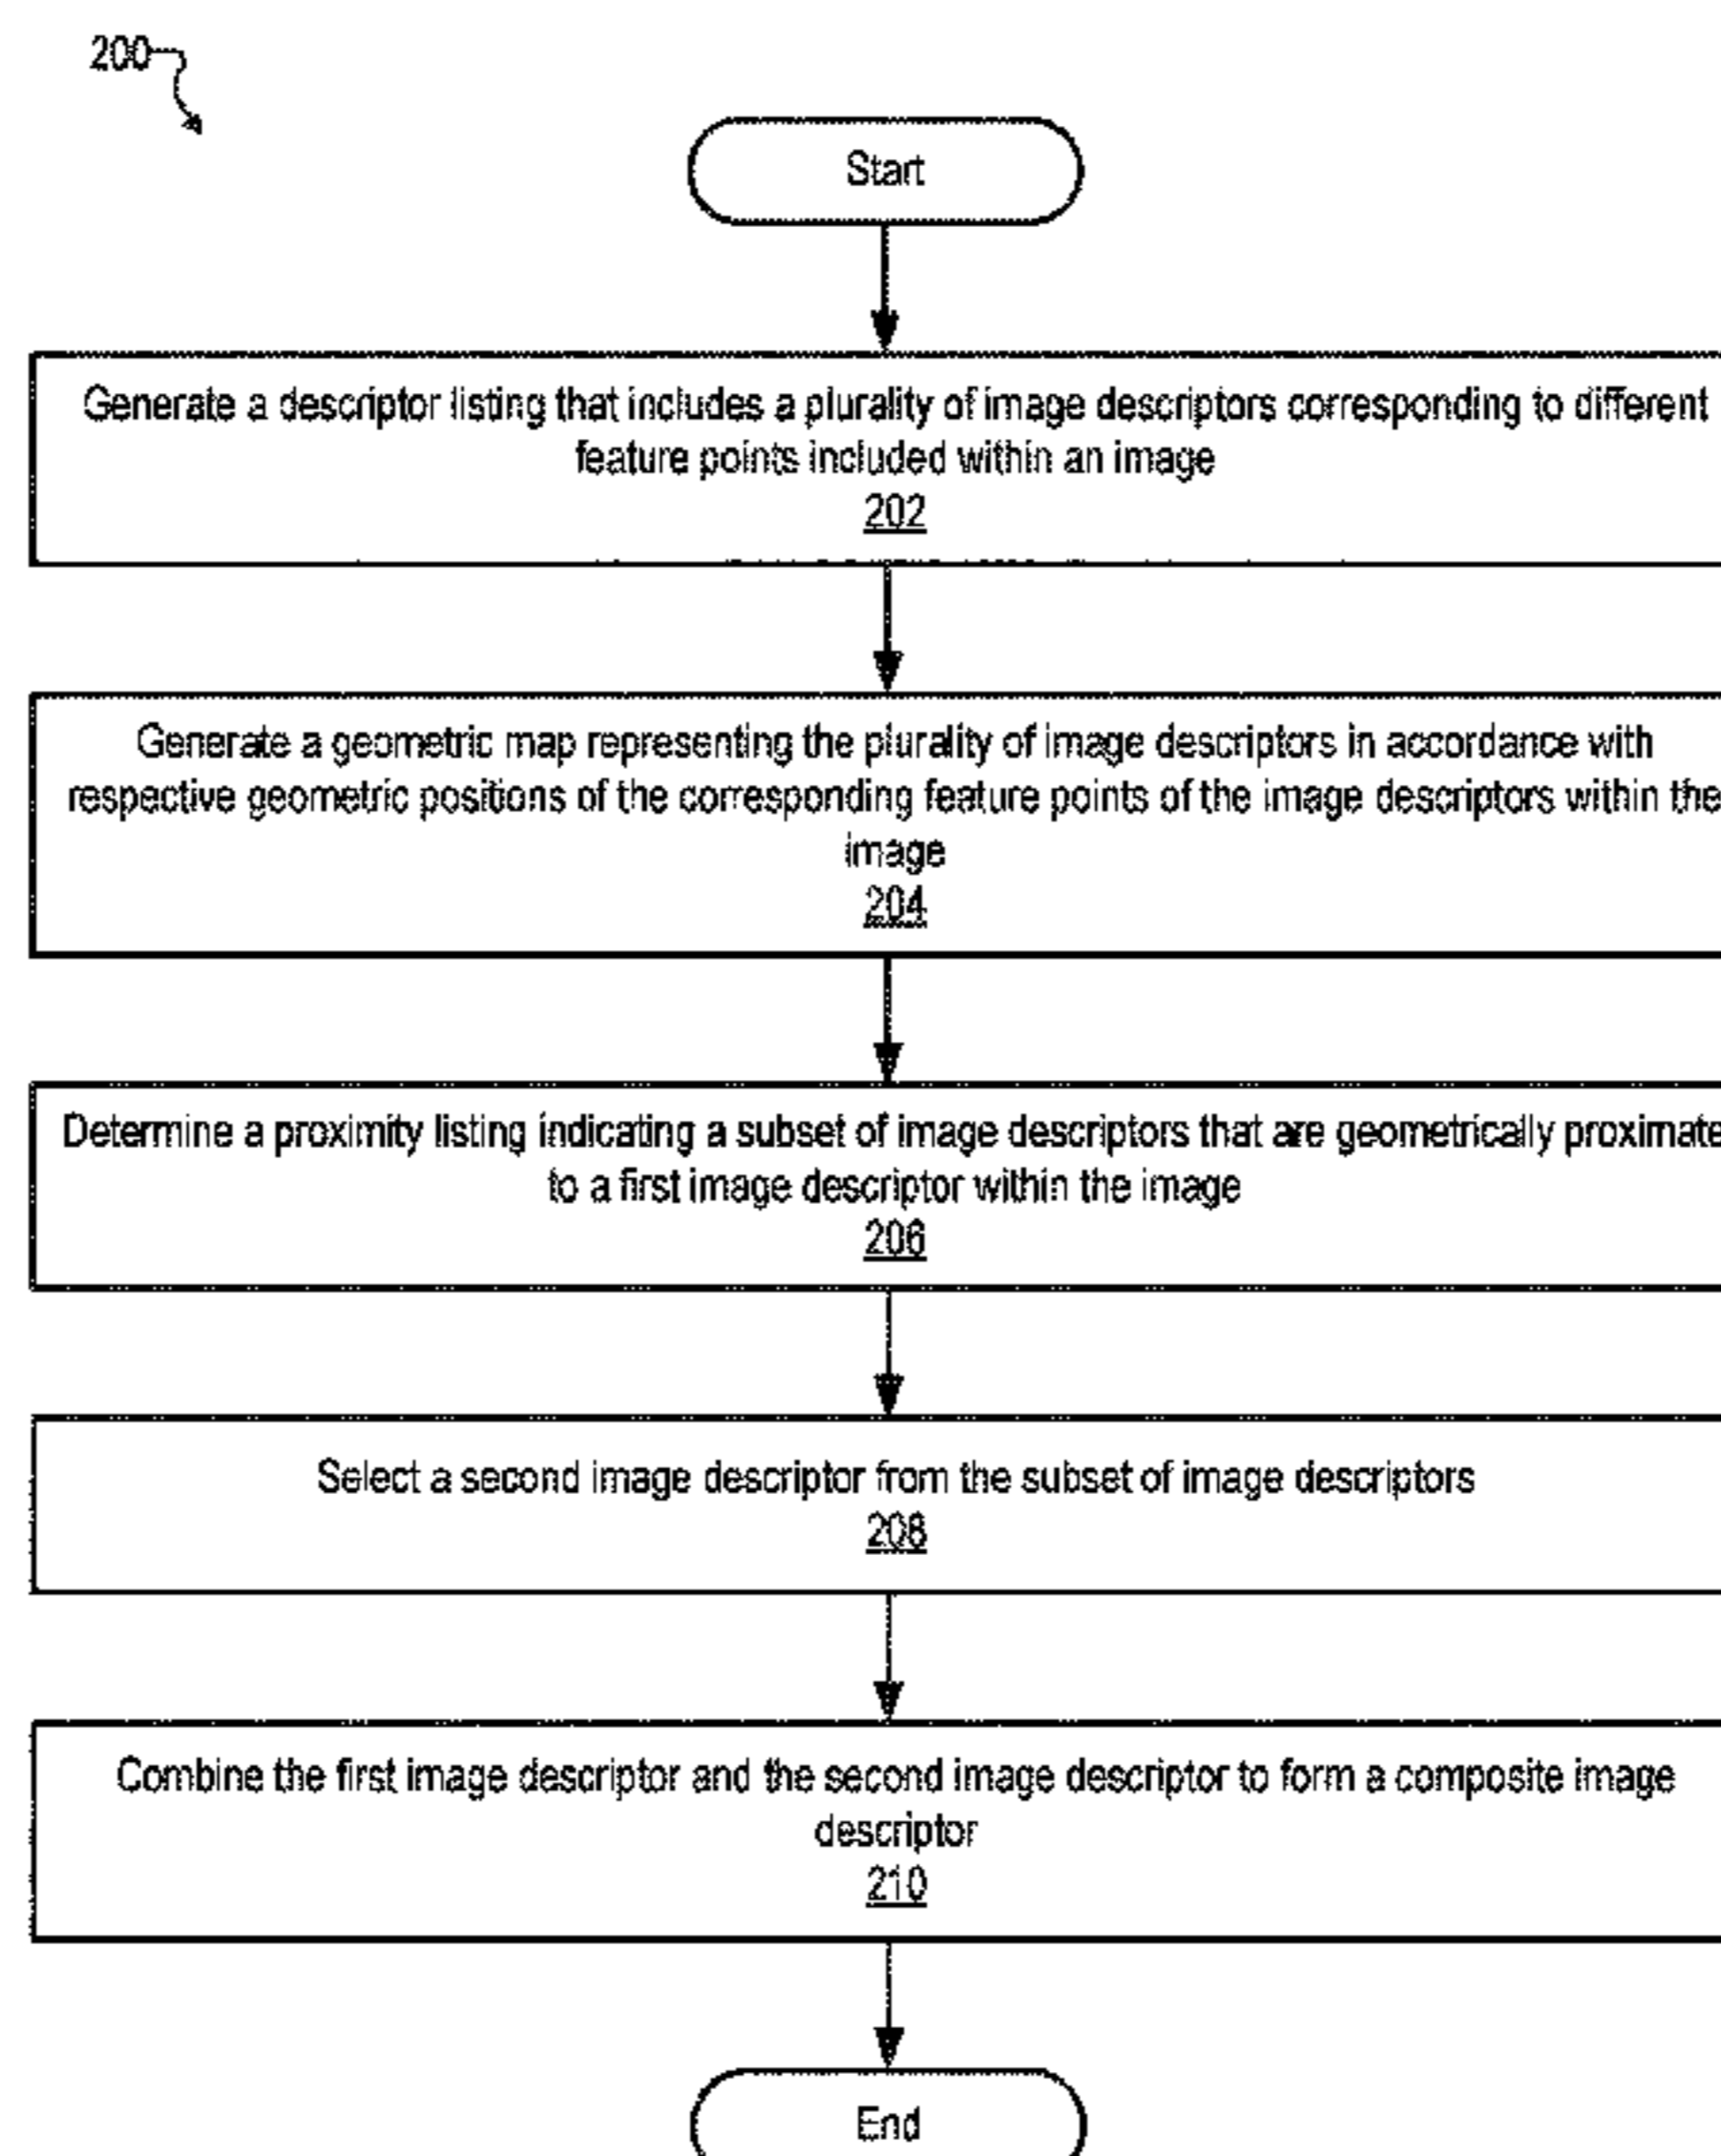 200
Start
Generate a descriptor listing that includes a plurality of image descriptors corresponding to different
feature points included within an image
202
Generate a geometric map representing the plurality of image descriptors in accordance with
respective geometric positions of the corresponding feature points of the image descriptors within the
image
204
Determine a proximity listing indicating a subset of image descriptors that are geometrically proximate
to a first image descriptor within the image
206
Select a second image descriptor from the subset of image descriptors
208
Combine the first image descriptor and the second image descriptor to form a composite image
descriptor
210
End